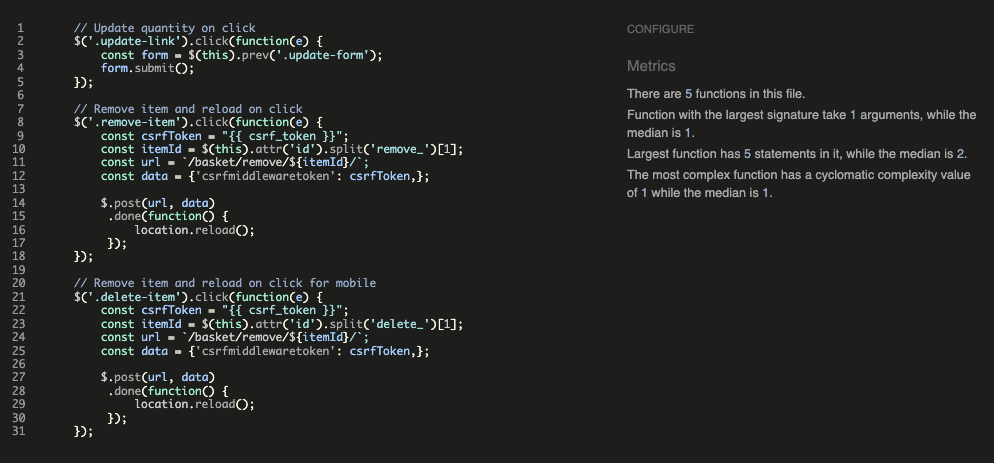 1 // Update quantity on click
2 $('.update-link').click(function(e) {
3 const form = $(this).prev('.update-form');
4 form.submit();
5 });
6
7 // Remove item and reload on click
8 $('.remove-item').click(function(e) {
9 const csrfToken = "{{ csrf_token }}";
10 const itemId = $(this).attr('id').split('remove_')[1];
11 const url = `/basket/remove/${itemId}/`;
12 const data = {'csrfmiddlewaretoken': csrfToken,};
13
14 $.post(url, data)
15 .done(function() {
16 location.reload();
17 });
18 });
19
20 // Remove item and reload on click for mobile
21 $('.delete-item').click(function(e) {
22 const csrfToken = "{{ csrf_token }}";
23 const itemId = $(this).attr('id').split('delete_')[1];
24 const url = `/basket/remove/${itemId}/`;
25 const data = {'csrfmiddlewaretoken': csrfToken,};
26
27 $.post(url, data)
28 .done(function() {
29 location.reload();
30 });
31 });
CONFIGURE
Metrics
There are 5 functions in this file.
Function with the largest signature take 1 arguments, while the
median is 1.
Largest function has 5 statements in it, while the median is 2.
The most complex function has a cyclomatic complexity value
of 1 while the median is 1.